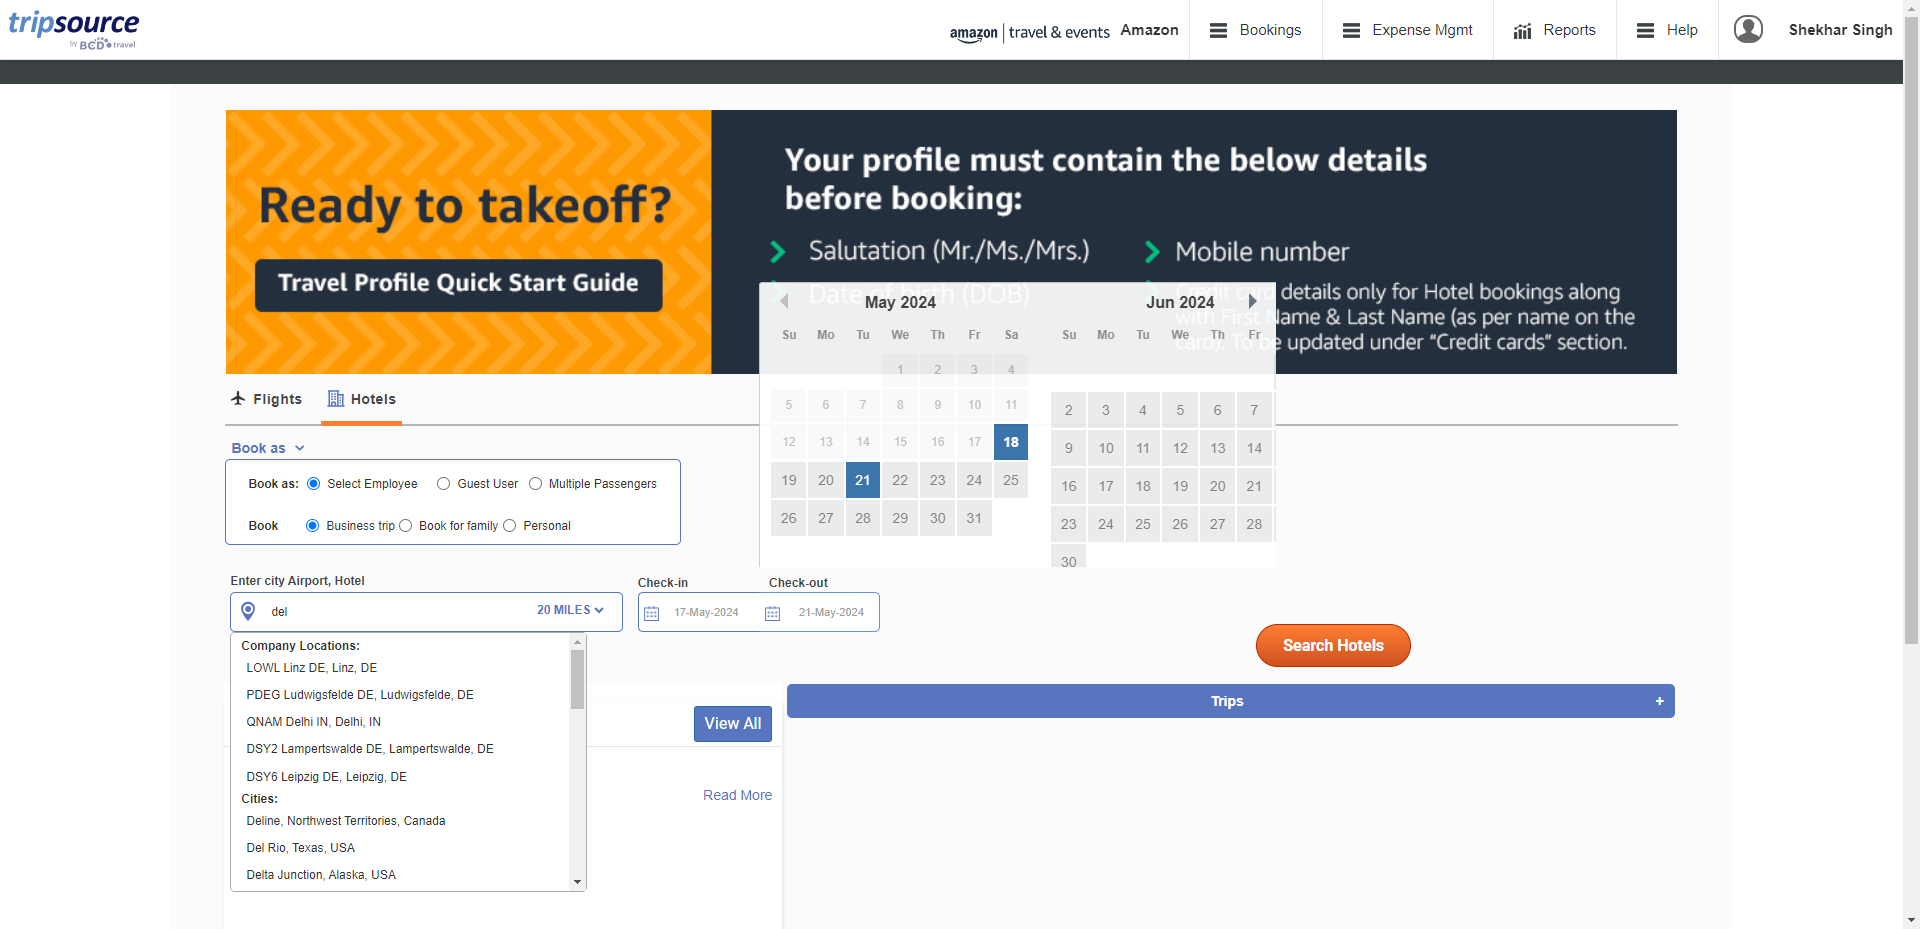 tripsource
by BCD travel
amazon | travel & events
Amazon
Bookings
Expense Mgmt
Reports
Help
Shekhar Singh
Ready to takeoff?
Travel Profile Quick Start Guide
Your profile must contain the below details
before booking:
Salutation (Mr./Ms./Mrs.)
Mobile number
Date of birth (DOB)
Credit card details only for Hotel bookings along
with First Name & Last Name (as per name on the
card). To be updated under “Credit cards” section.
May 2024
Su Mo Tu We Th Fr Sa
1 2 3 4
5 6 7 8 9 10 11
12 13 14 15 16 17 18
19 20 21 22 23 24 25
26 27 28 29 30 31
Jun 2024
Su Mo Tu We Th Fr
2 3 4 5 6 7
9 10 11 12 13 14
16 17 18 19 20 21
23 24 25 26 27 28
30
Flights
Hotels
Book as
Book as: Select Employee Guest User Multiple Passengers
Book Business trip Book for family Personal
Enter city Airport, Hotel
del
20 MILES
Check-in
Check-out
17-May-2024
21-May-2024
Search Hotels
Company Locations:
LOWL Linz DE, Linz, DE
PDEG Ludwigsfelde DE, Ludwigsfelde, DE
QNAM Delhi IN, Delhi, IN
DSY2 Lampertswalde DE, Lampertswalde, DE
DSY6 Leipzig DE, Leipzig, DE
Cities:
Deline, Northwest Territories, Canada
Del Rio, Texas, USA
Delta Junction, Alaska, USA
View All
Read More
Trips
+